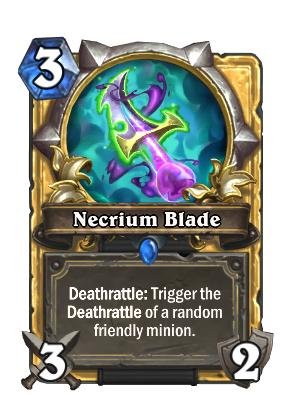 3
Necrium Blade
Deathrattle: Trigger the
Deathrattle of a random
friendly minion.
3
2